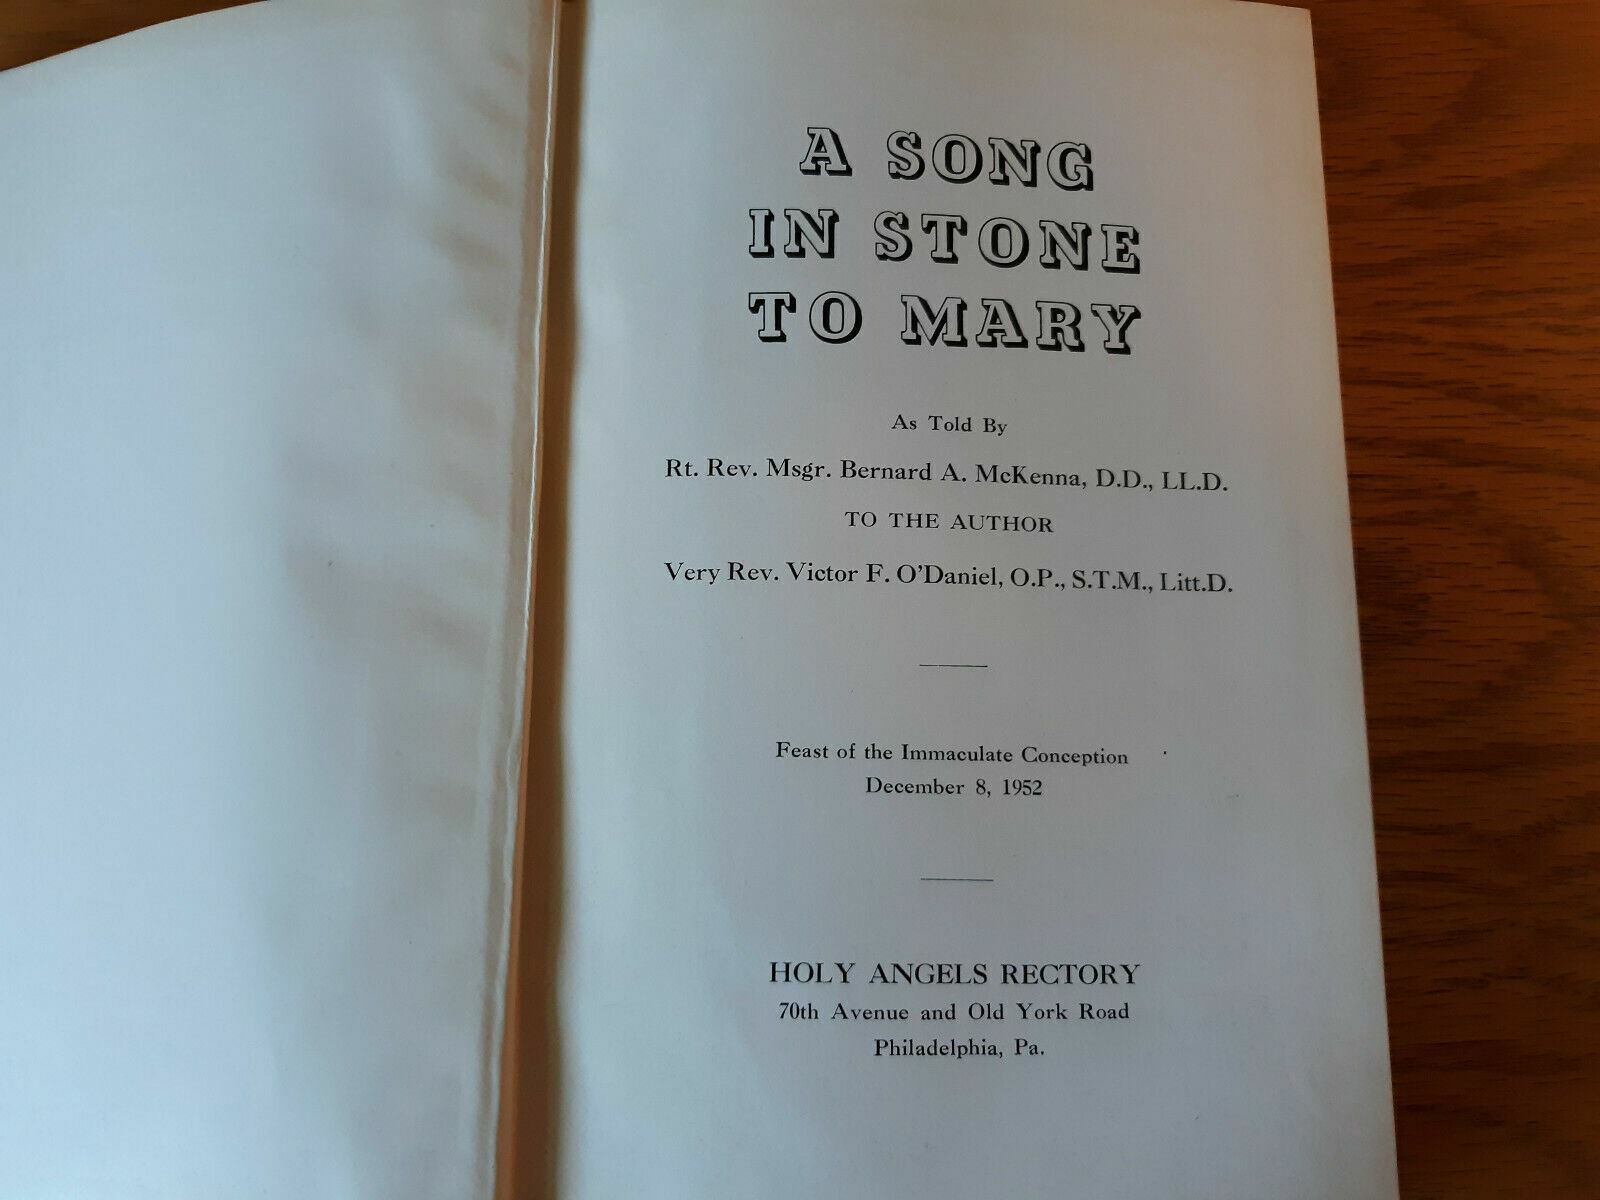 A SONG
IN STONE
TO MARY
As Told By
Rt. Rev. Msgr. Bernard A. McKenna, D.D., LL.D.
TO THE AUTHOR
Very Rev. Victor F. O'Daniel, O.P., S.T.M., Litt.D.
Feast of the Immaculate Conception
December 8, 1952
HOLY ANGELS RECTORY
70th Avenue and Old York Road
Philadelphia, Pa.